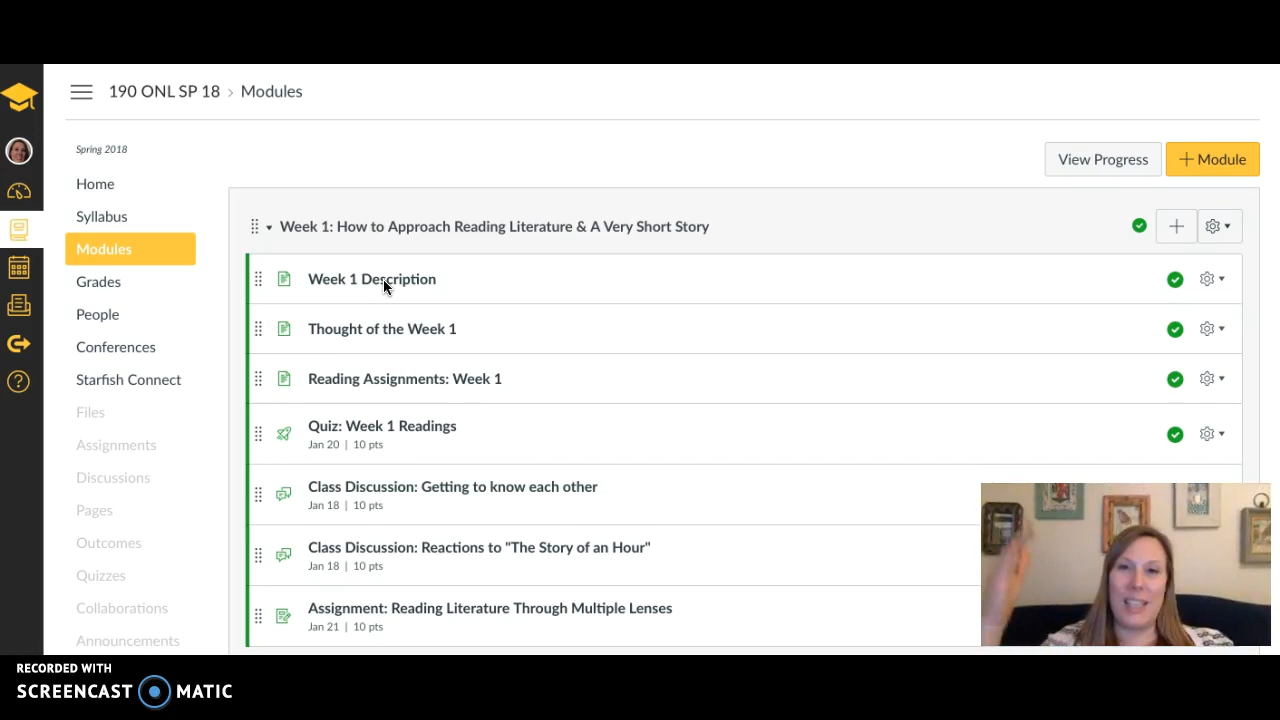 190 ONL SP 18 › Modules
Spring 2018
View Progress
+ Module
Home
Syllabus
Modules
Grades
People
Conferences
Starfish Connect
Files
Assignments
Discussions
Pages
Outcomes
Quizzes
Collaborations
Announcements
Week 1: How to Approach Reading Literature & A Very Short Story
Week 1 Description
Thought of the Week 1
Reading Assignments: Week 1
Quiz: Week 1 Readings
Jan 20 | 10 pts
Class Discussion: Getting to know each other
Jan 18 | 10 pts
Class Discussion: Reactions to "The Story of an Hour"
Jan 18 | 10 pts
Assignment: Reading Literature Through Multiple Lenses
Jan 21 | 10 pts
RECORDED WITH
SCREENCAST MATIC